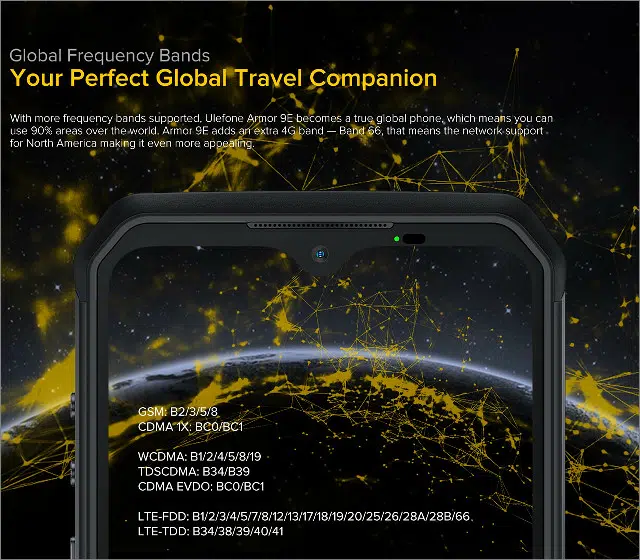 Global Frequency Bands
Your Perfect Global Travel Companion
With more frequency bands supported, Ulefone Armor 9E becomes a true global phone, which means you can
use 90% areas over the world. Armor 9E adds an extra 4G band — Band 66, that means the network support
for North America making it even more appealing.
GSM: B2/3/5/8
CDMA 1X: BC0/BC1
WCDMA: B1/2/4/5/8/19
TDSCDMA: B34/B39
CDMA EVDO: BC0/BC1
LTE-FDD: B1/2/3/4/5/7/8/12/13/17/18/19/20/25/26/28A/28B/66
LTE-TDD: B34/38/39/40/41